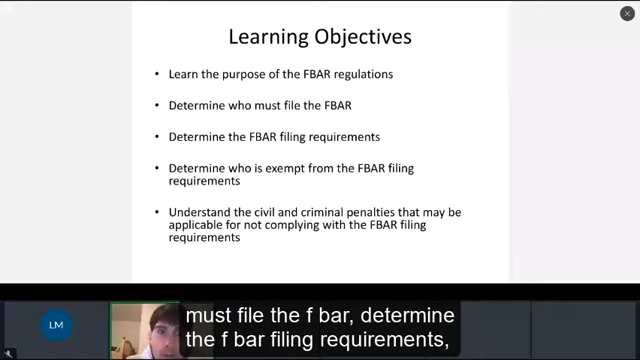 Learning Objectives
• Learn the purpose of the FBAR regulations
• Determine who must file the FBAR
• Determine the FBAR filing requirements
• Determine who is exempt from the FBAR filing
requirements
• Understand the civil and criminal penalties that may be
applicable for not complying with the FBAR filing
requirements
LM
must file the f bar, determine
the f bar filing requirements,